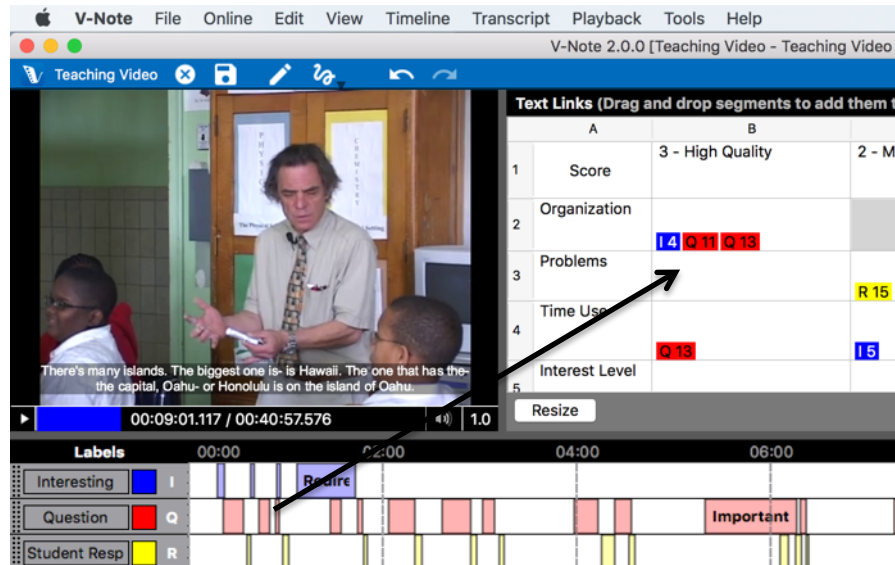 V-Note File Online Edit View Timeline Transcript Playback Tools Help
V-Note 2.0.0 [Teaching Video - Teaching Video
Teaching Video
PHYSICS
CHEMISTRY
There's many islands. The biggest one is- is Hawaii. The one that has the-
the capital, Oahu- or Honolulu is on the island of Oahu.
00:09:01.117 / 00:40:57.576 1.0
Text Links (Drag and drop segments to add them t
A B
1 Score 3 - High Quality 2 - M
2 Organization
I 4 Q 11 Q 13
3 Problems
R 15
4 Time Use
Q 13 I 5
5 Interest Level
Resize
Labels 00:00 02:00 04:00 06:00
Interesting I Redire
Question Q Important
Student Resp R